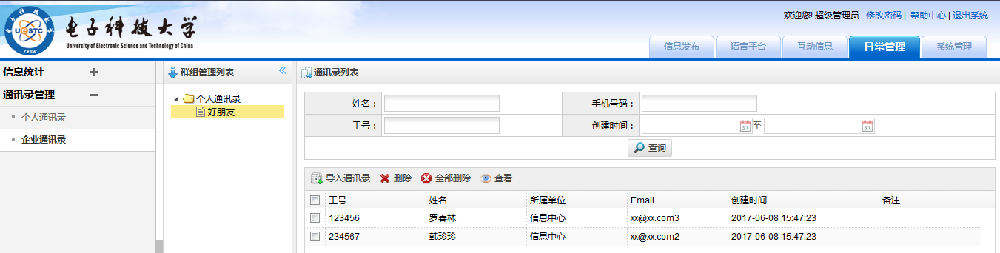 电子科技大学
University of Electronic Science and Technology of China
UESTC
1956
欢迎您! 超级管理员 修改密码 | 帮助中心 | 退出系统
信息发布 语音平台 互动信息 日常管理 系统管理
信息统计
通讯录管理
个人通讯录
企业通讯录
群组管理列表
个人通讯录
好朋友
通讯录列表
姓名： 手机号码：
工号： 创建时间： 31 至 31
查询
导入通讯录 删除 全部删除 查看
工号 姓名 所属单位 Email 创建时间 备注
123456 罗春林 信息中心 xx@xx.com3 2017-06-08 15:47:23
234567 韩珍珍 信息中心 xx@xx.com2 2017-06-08 15:47:23